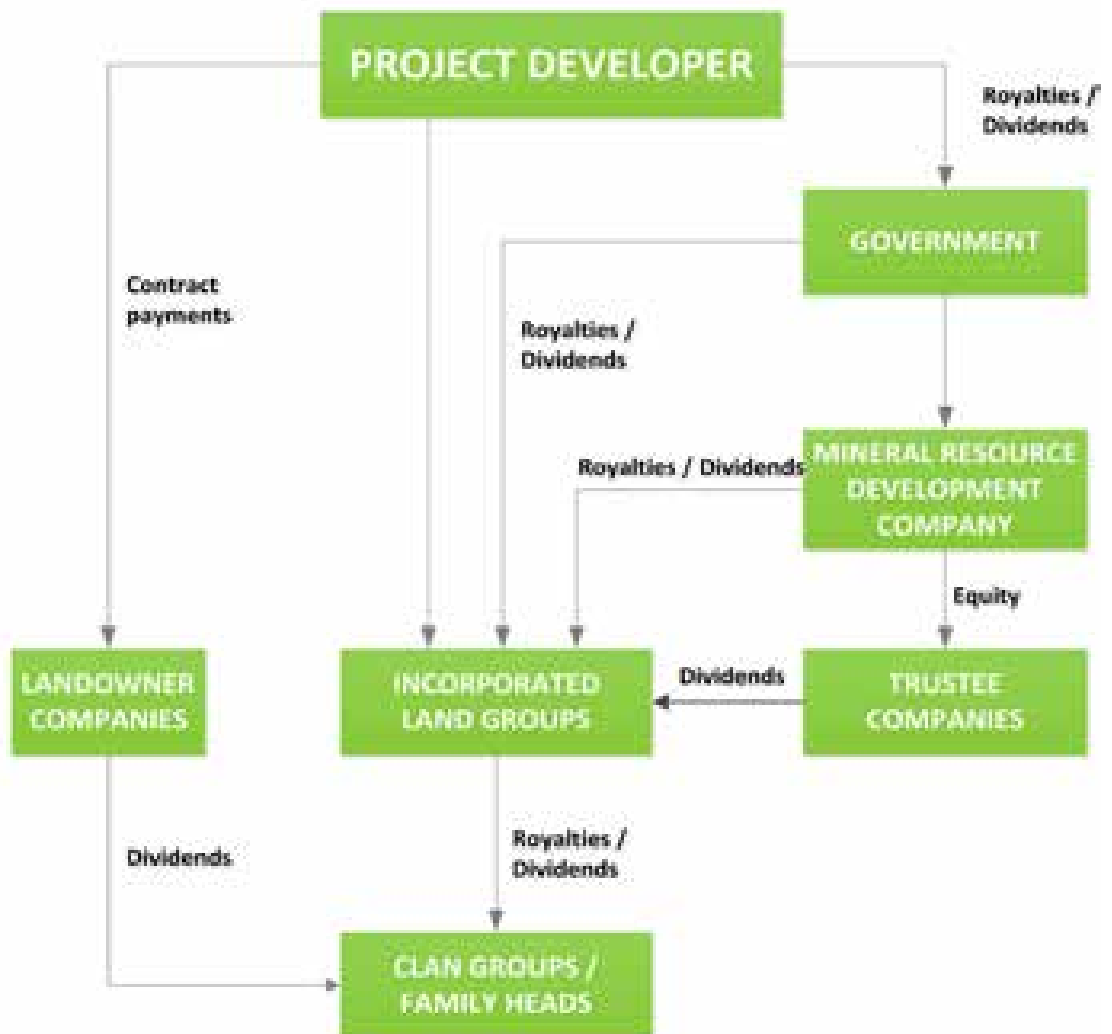 PROJECT DEVELOPER
Royalties /
Dividends
GOVERNMENT
Contract
payments
Royalties /
Dividends
MINERAL RESOURCE
DEVELOPMENT
COMPANY
Royalties / Dividends
Equity
LANDOWNER
COMPANIES
INCORPORATED
LAND GROUPS
Dividends
TRUSTEE
COMPANIES
Dividends
Royalties /
Dividends
CLAN GROUPS /
FAMILY HEADS